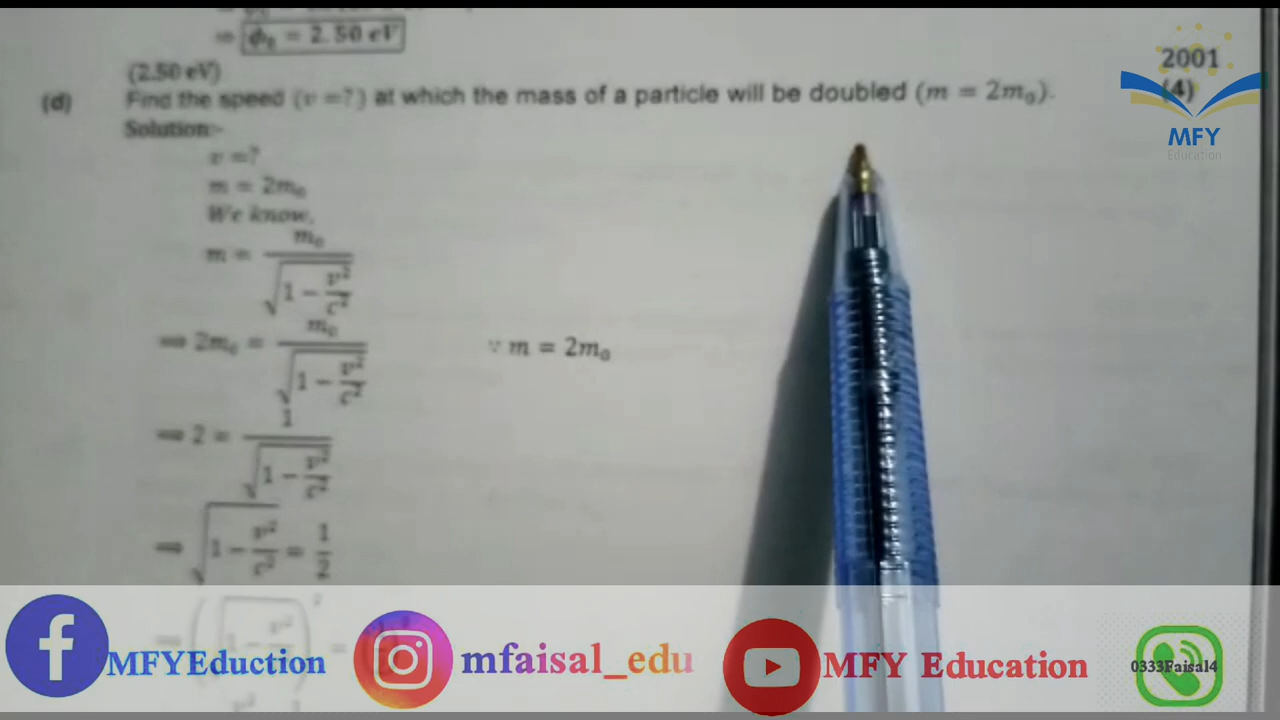 ⇒ ϕ₀ = 2.50 eV
(2.50 eV)
2001
(d) Find the speed (v =?) at which the mass of a particle will be doubled (m = 2m₀). (4)
Solution:-
v =?
m = 2m₀
We know,
m = m₀ / √(1 − v²/c²)
⇒ 2m₀ = m₀ / √(1 − v²/c²) ∵ m = 2m₀
⇒ 2 = 1 / √(1 − v²/c²)
⇒ √(1 − v²/c²) = 1/2
MFY
Education
MFYEduction
mfaisal_edu
MFY Education
0333Faisal4